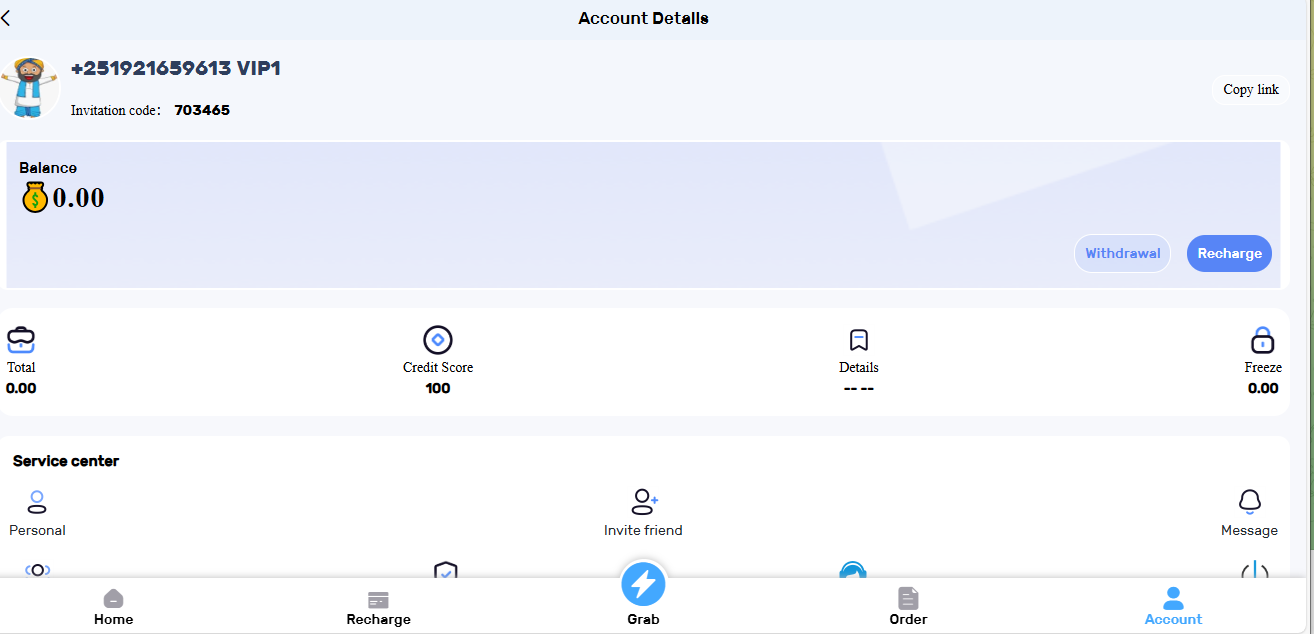 Account Details
+251921659613 VIP1
Invitation code: 703465
Copy link
Balance
0.00
Withdrawal
Recharge
Total
0.00
Credit Score
100
Details
-- --
Freeze
0.00
Service center
Personal
Invite friend
Message
Home
Recharge
Grab
Order
Account